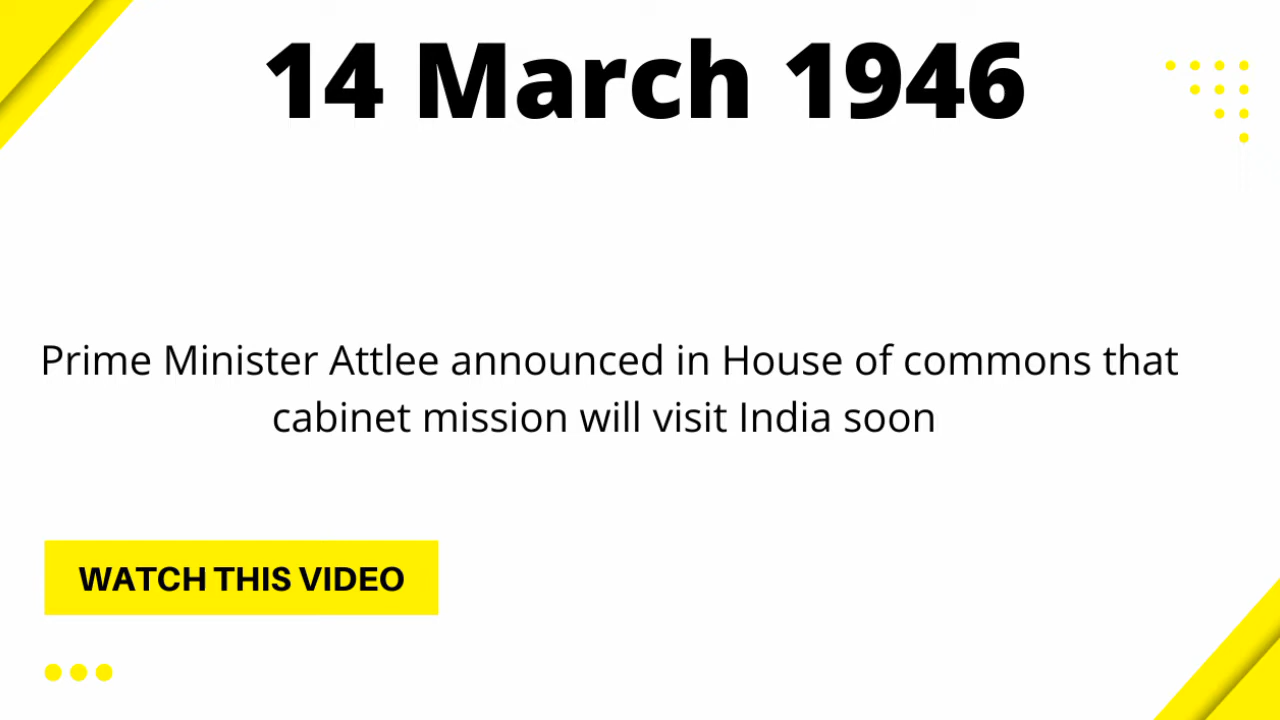 14 March 1946
Prime Minister Attlee announced in House of commons that
cabinet mission will visit India soon
WATCH THIS VIDEO